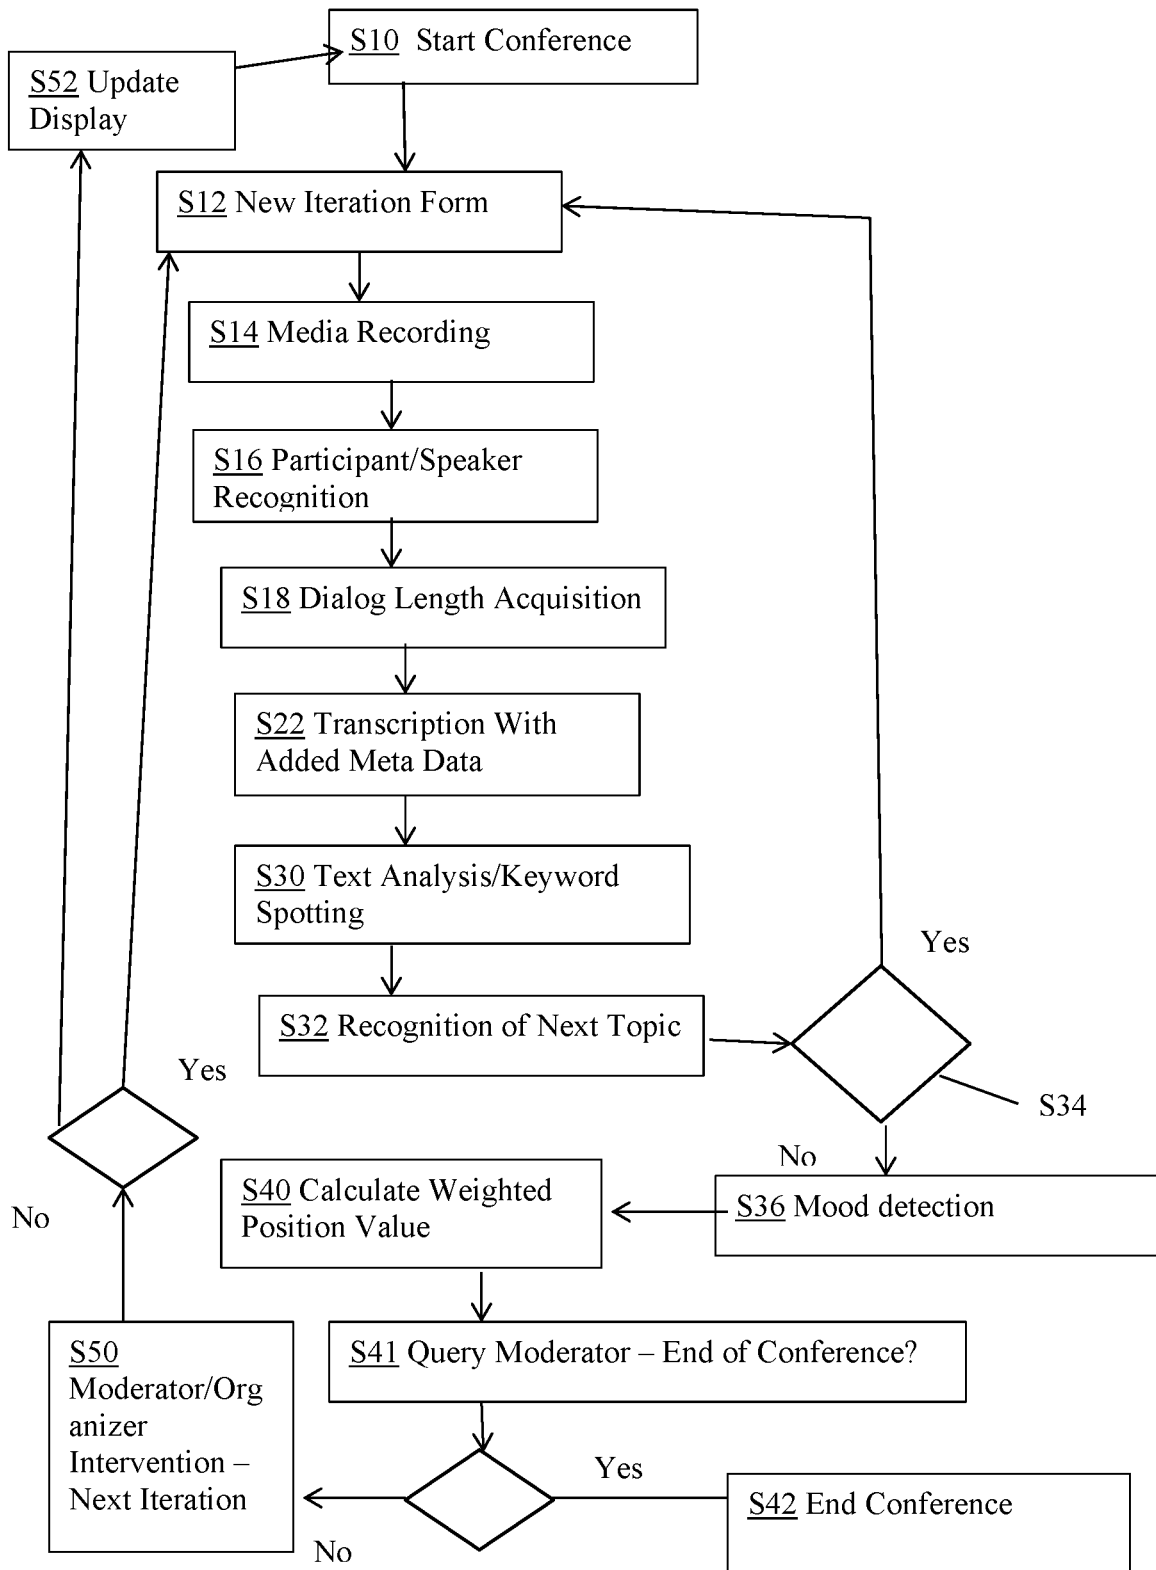 S10 Start Conference
S52 Update
Display
S12 New Iteration Form
S14 Media Recording
S16 Participant/Speaker
Recognition
S18 Dialog Length Acquisition
S22 Transcription With
Added Meta Data
S30 Text Analysis/Keyword
Spotting
Yes
S32 Recognition of Next Topic
Yes
S34
No
S40 Calculate Weighted
Position Value
S36 Mood detection
No
S41 Query Moderator – End of Conference?
S50
Moderator/Org
anizer
Intervention –
Next Iteration
Yes
S42 End Conference
No